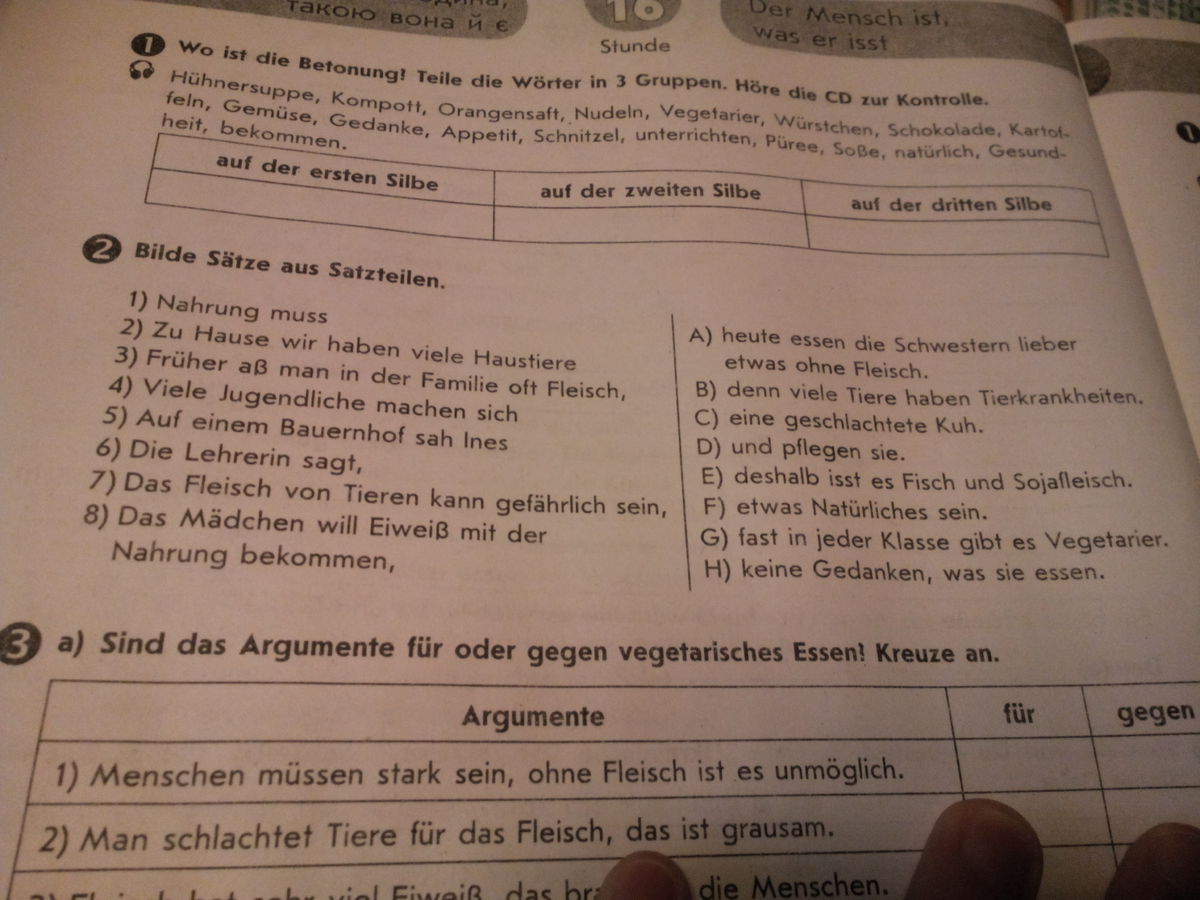 такою вона й є
16
Stunde
Der Mensch ist,
was er isst
1 Wo ist die Betonung? Teile die Wörter in 3 Gruppen. Höre die CD zur Kontrolle.
Hühnersuppe, Kompott, Orangensaft, Nudeln, Vegetarier, Würstchen, Schokolade, Kartof-
feln, Gemüse, Gedanke, Appetit, Schnitzel, unterrichten, Püree, Soße, natürlich, Gesund-
heit, bekommen.
auf der ersten Silbe
auf der zweiten Silbe
auf der dritten Silbe
2 Bilde Sätze aus Satzteilen.
1) Nahrung muss
2) Zu Hause wir haben viele Haustiere
3) Früher aß man in der Familie oft Fleisch,
4) Viele Jugendliche machen sich
5) Auf einem Bauernhof sah Ines
6) Die Lehrerin sagt,
7) Das Fleisch von Tieren kann gefährlich sein,
8) Das Mädchen will Eiweiß mit der
Nahrung bekommen,
A) heute essen die Schwestern lieber
etwas ohne Fleisch.
B) denn viele Tiere haben Tierkrankheiten.
C) eine geschlachtete Kuh.
D) und pflegen sie.
E) deshalb isst es Fisch und Sojafleisch.
F) etwas Natürliches sein.
G) fast in jeder Klasse gibt es Vegetarier.
H) keine Gedanken, was sie essen.
3 a) Sind das Argumente für oder gegen vegetarisches Essen? Kreuze an.
Argumente
für
gegen
1) Menschen müssen stark sein, ohne Fleisch ist es unmöglich.
2) Man schlachtet Tiere für das Fleisch, das ist grausam.
3) Fleisch hat sehr viel Eiweiß, das die Menschen.